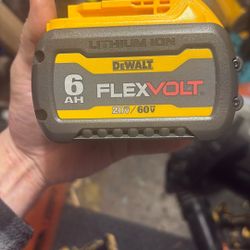 LITHIUM ION
DEWALT
6
AH
FLEXVOLT
20V/60V